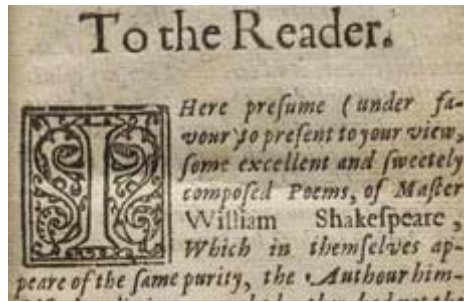 To the Reader.
I Here preſume (under fa-
vour) to preſent to your view,
ſome excellent and ſweetely
compoſed Poems, of Maſter
William Shakeſpeare,
Which in themſelves ap-
peare of the ſame purity, the Authour him-